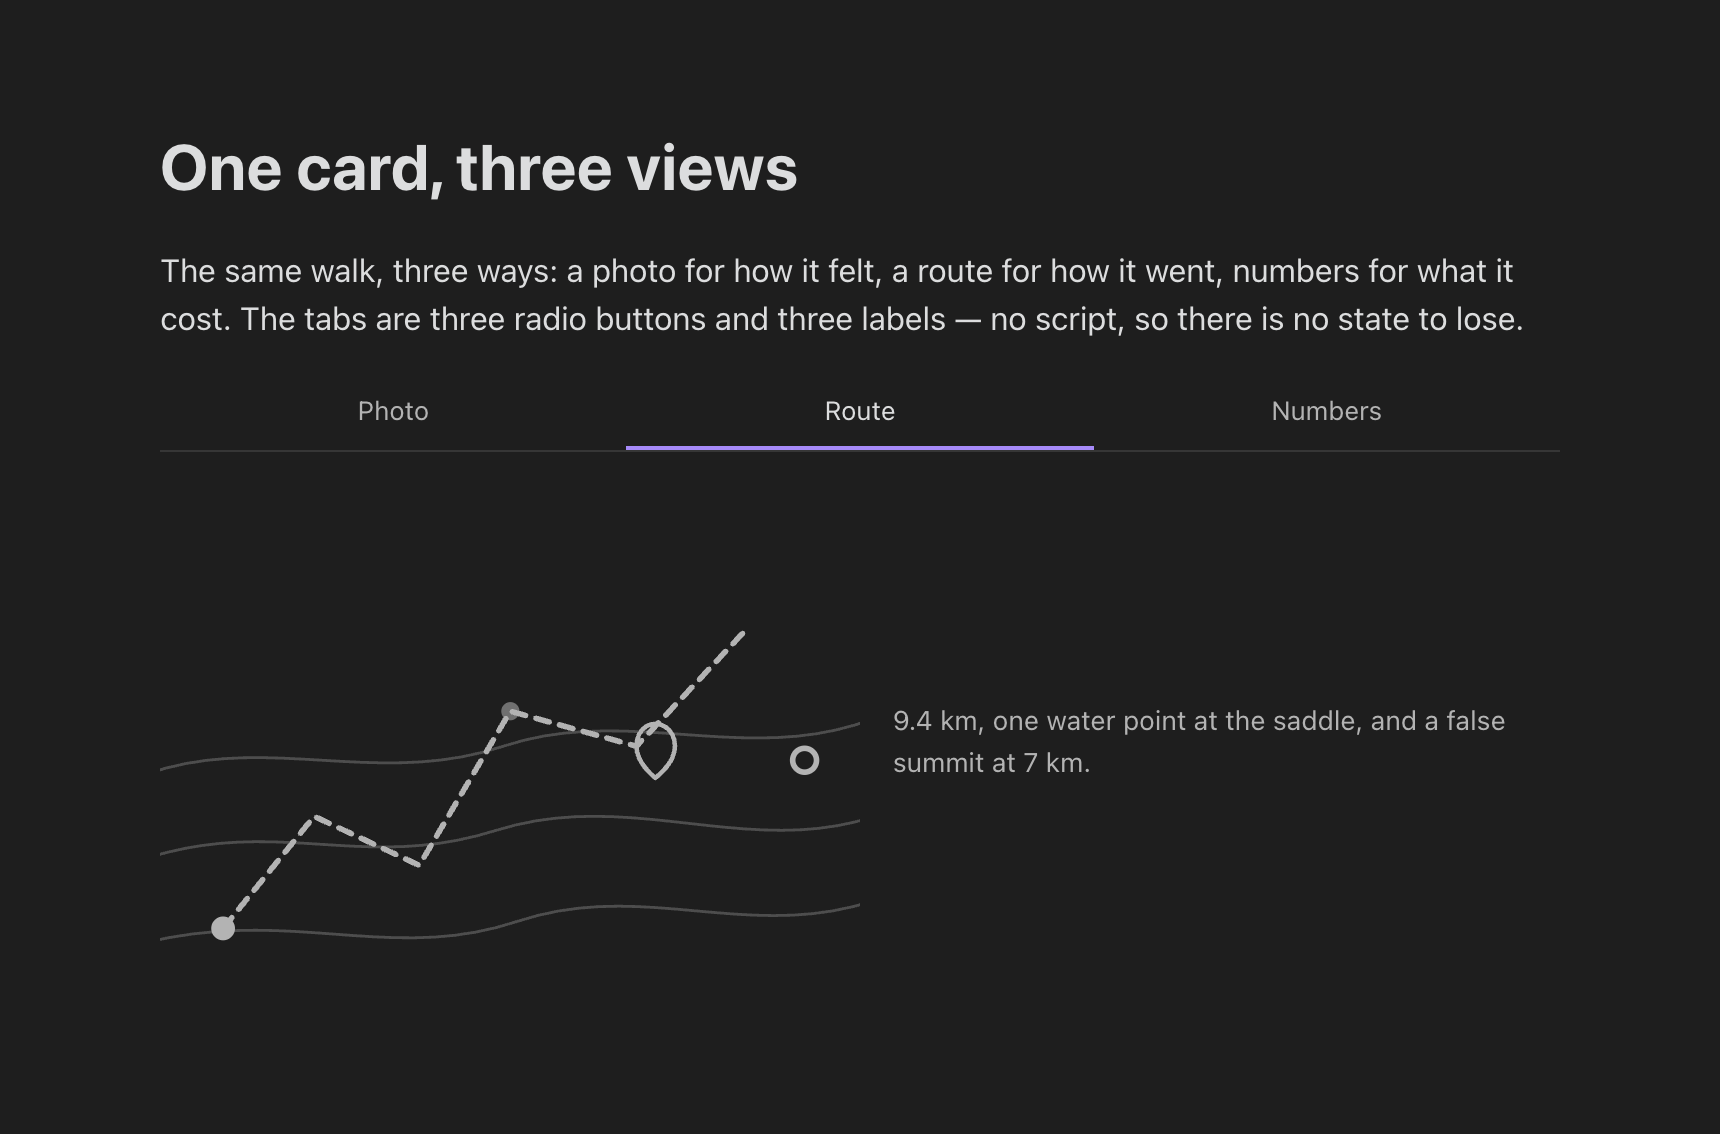 One card, three views
The same walk, three ways: a photo for how it felt, a route for how it went, numbers for what it
cost. The tabs are three radio buttons and three labels — no script, so there is no state to lose.
Photo
Route
Numbers
9.4 km, one water point at the saddle, and a false
summit at 7 km.